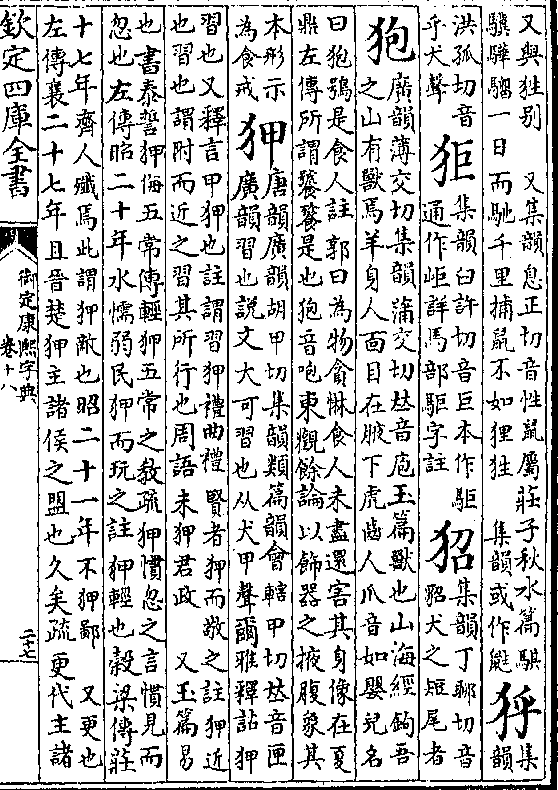 又與狌別　又集韻息正切音性鼠屬莊子秋水篇騏
驥驊騮一日而馳千里捕鼠不如狸狌　集韻或作鼪
集韻
洪孤切音
乎犬聲
㹱
集韻臼許切音巨本作駏
通作岠詳馬部駏字註
㹦
集韻丁聊切音
貂犬之短尾者
狍
廣韻薄交切集韻蒲交切𠀤音庖玉篇獸也山海經鉤吾
之山有獸焉羊身人面目在腋下虎齒人爪音如嬰兒名
曰狍鴞是食人註郭曰為物貪惏食人未盡還害其身像在夏
鼎左傳所謂饕餮是也狍音咆東觀餘論以飾器之掖腹象其
本形示
為食戒
狎
唐韻廣韻胡甲切集韻類篇韻會轄甲切𠀤音匣
廣韻習也說文犬可習也从犬甲聲爾雅釋詁狎
習也又釋言甲狎也註謂習狎禮曲禮賢者狎而敬之註狎近
也習也謂附而近之習其所行也周語未狎君政　又玉篇易
也書泰誓狎侮五常傳輕狎五常之敎疏狎慣忽之言慣見而
忽也左傳昭二十年水懦弱民狎而玩之註狎輕也穀梁傳莊
十七年齊人殲焉此謂狎敵也昭二十一年不狎鄙　又更也
左傳襄二十七年且晉楚狎主諸侯之盟也久矣疏更代主諸
欽定四庫全書
御定康熙字典
卷十八
二十七